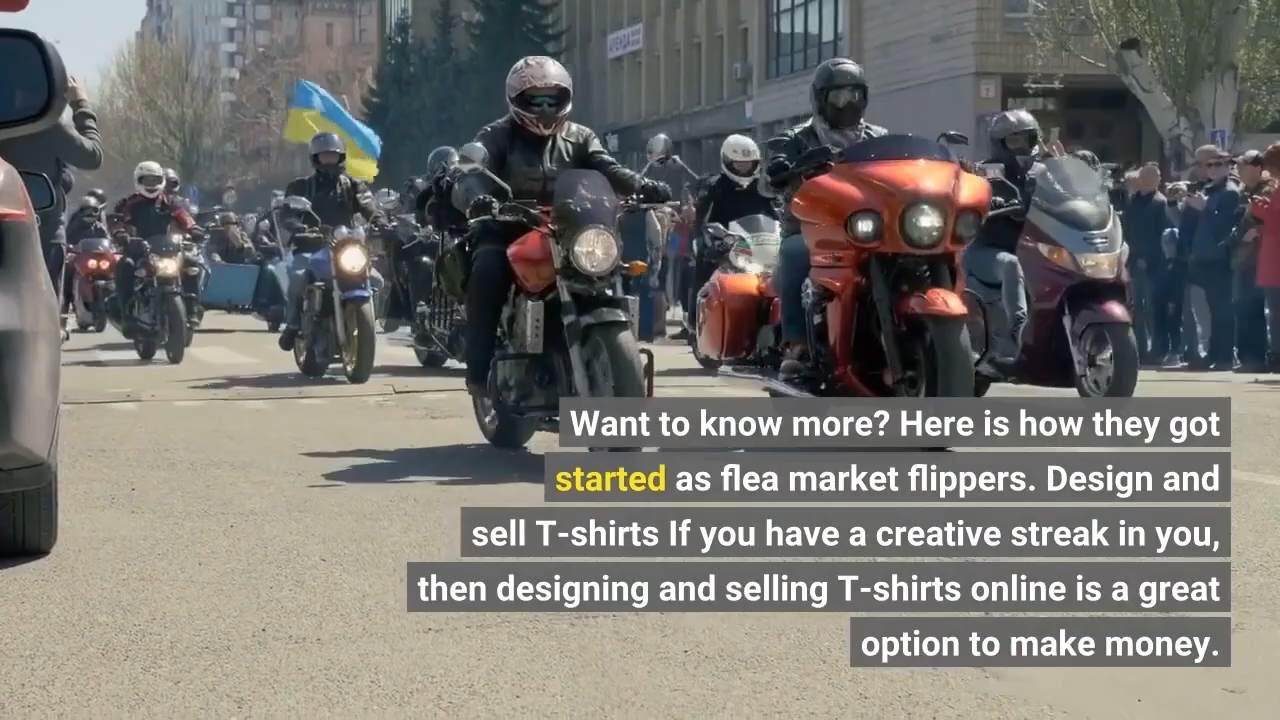 АРЕНДА
Want to know more? Here is how they got
started as flea market flippers. Design and
sell T-shirts If you have a creative streak in you,
then designing and selling T-shirts online is a great
option to make money.